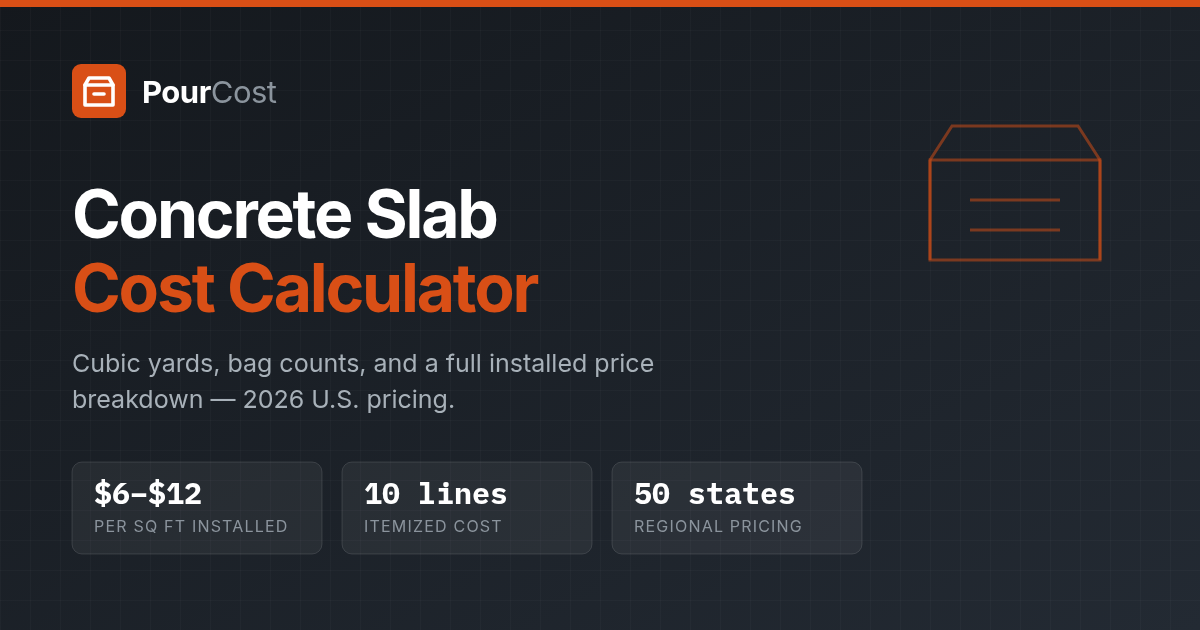 PourCost
Concrete Slab
Cost Calculator
Cubic yards, bag counts, and a full installed price
breakdown — 2026 U.S. pricing.
$6–$12
PER SQ FT INSTALLED
10 lines
ITEMIZED COST
50 states
REGIONAL PRICING